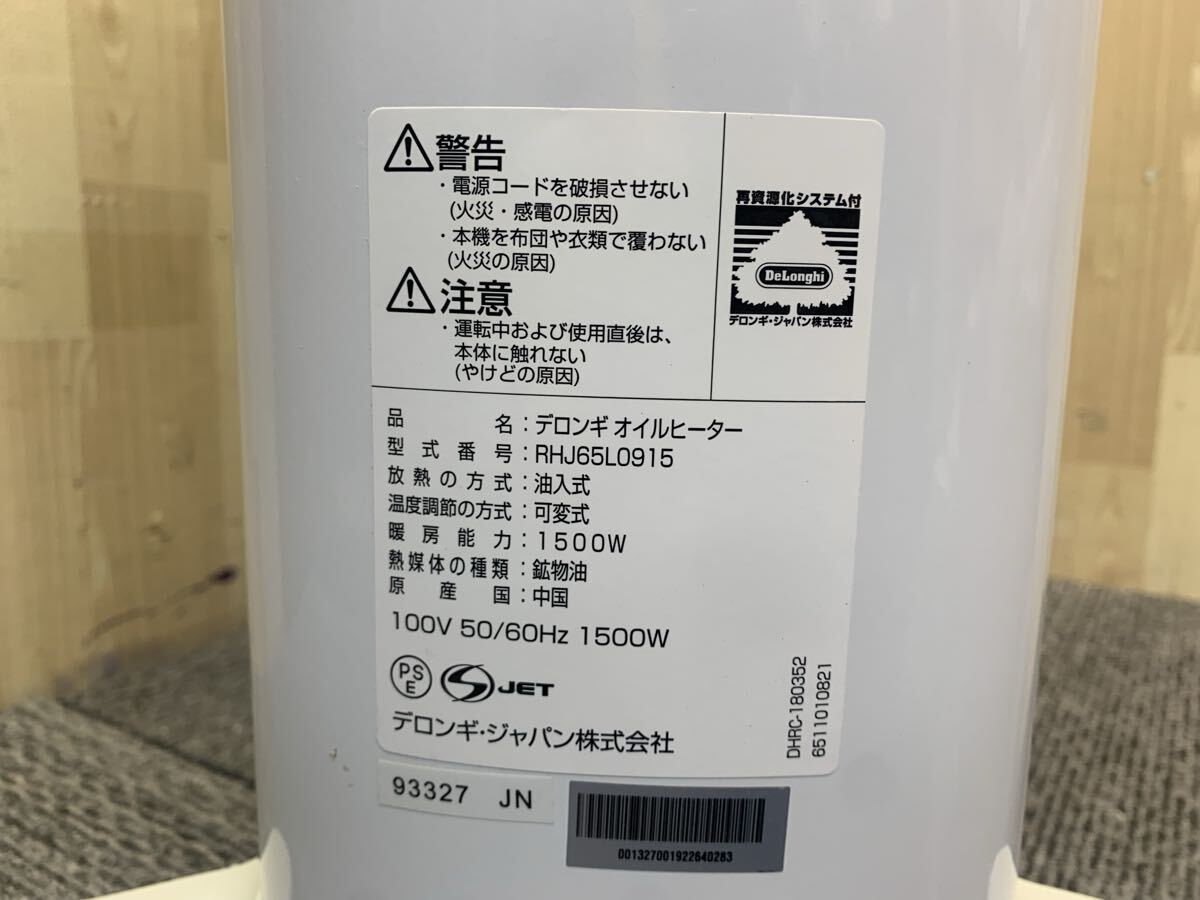 警告
・電源コードを破損させない
(火災・感電の原因)
・本機を布団や衣類で覆わない
(火災の原因)
注意
・運転中および使用直後は、
本体に触れない
(やけどの原因)
再資源化システム付
DeLonghi
デロンギ・ジャパン株式会社
品名：デロンギ オイルヒーター
型式番号：RHJ65L0915
放熱の方式：油入式
温度調節の方式：可変式
暖房能力：1500W
熱媒体の種類：鉱物油
原産国：中国
100V 50/60Hz 1500W
PS
E
JET
デロンギ・ジャパン株式会社
DHRC-180352
6511010821
93327 JN
001327001922640283